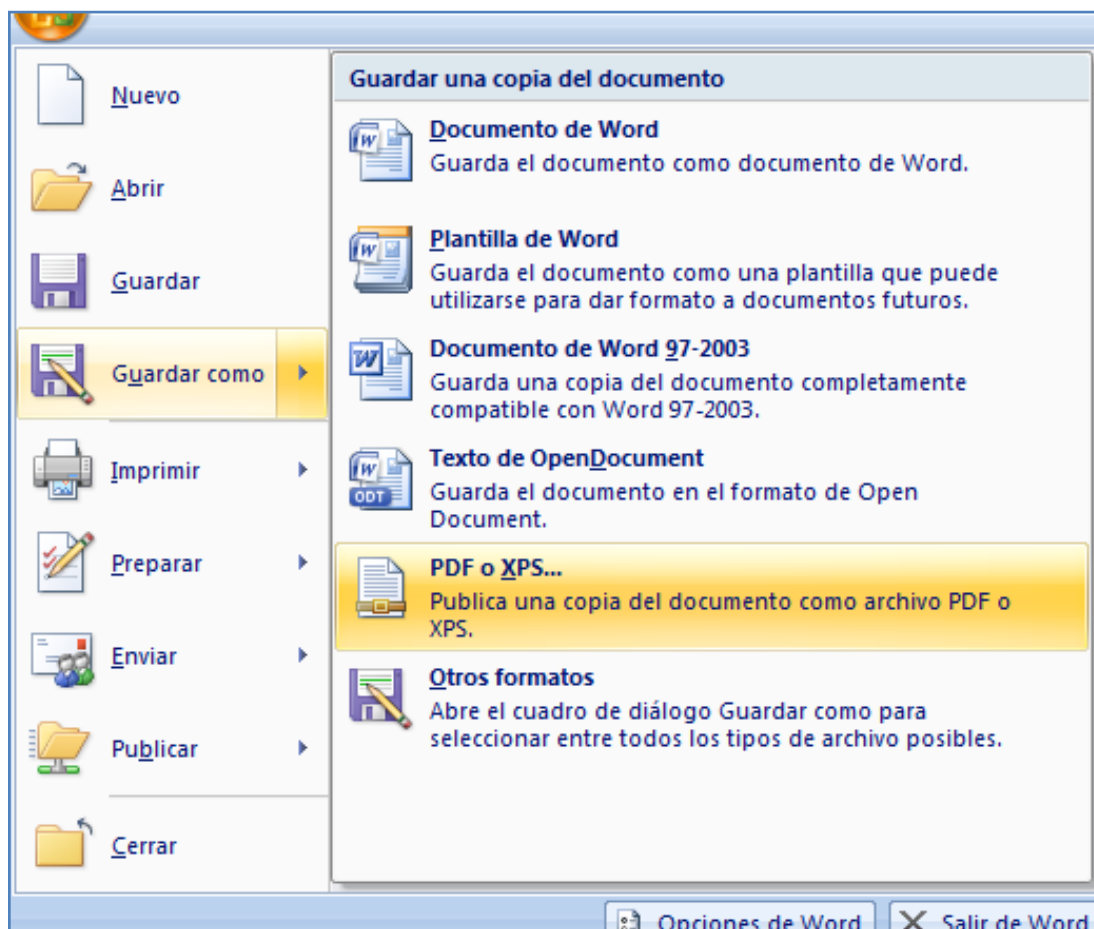 Nuevo
Abrir
Guardar
Guardar como
Imprimir
Preparar
Enviar
Publicar
Cerrar
Guardar una copia del documento
Documento de Word
Guarda el documento como documento de Word.
Plantilla de Word
Guarda el documento como una plantilla que puede
utilizarse para dar formato a documentos futuros.
Documento de Word 97-2003
Guarda una copia del documento completamente
compatible con Word 97-2003.
Texto de OpenDocument
Guarda el documento en el formato de Open
Document.
PDF o XPS...
Publica una copia del documento como archivo PDF o
XPS.
Otros formatos
Abre el cuadro de diálogo Guardar como para
seleccionar entre todos los tipos de archivo posibles.
ODT
Opciones de Word
Salir de Word